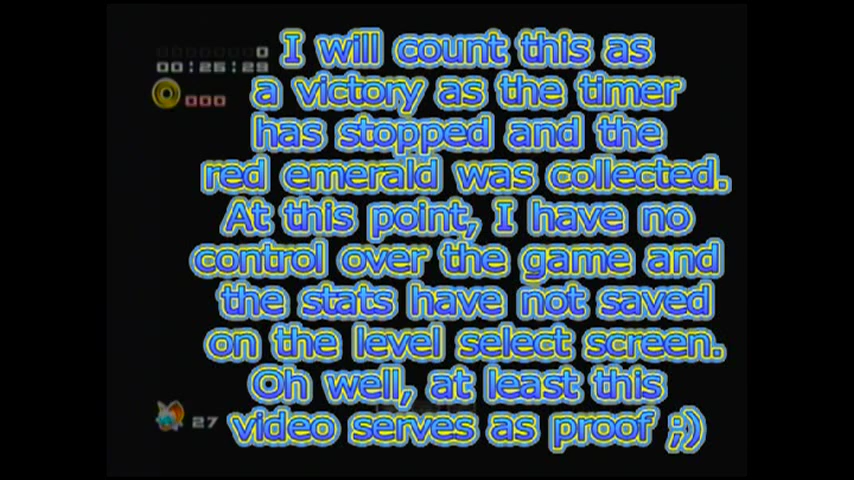 0
00:25:29
000
I will count this as
a victory as the timer
has stopped and the
red emerald was collected.
At this point, I have no
control over the game and
the stats have not saved
on the level select screen.
Oh well, at least this
video serves as proof ;)
27